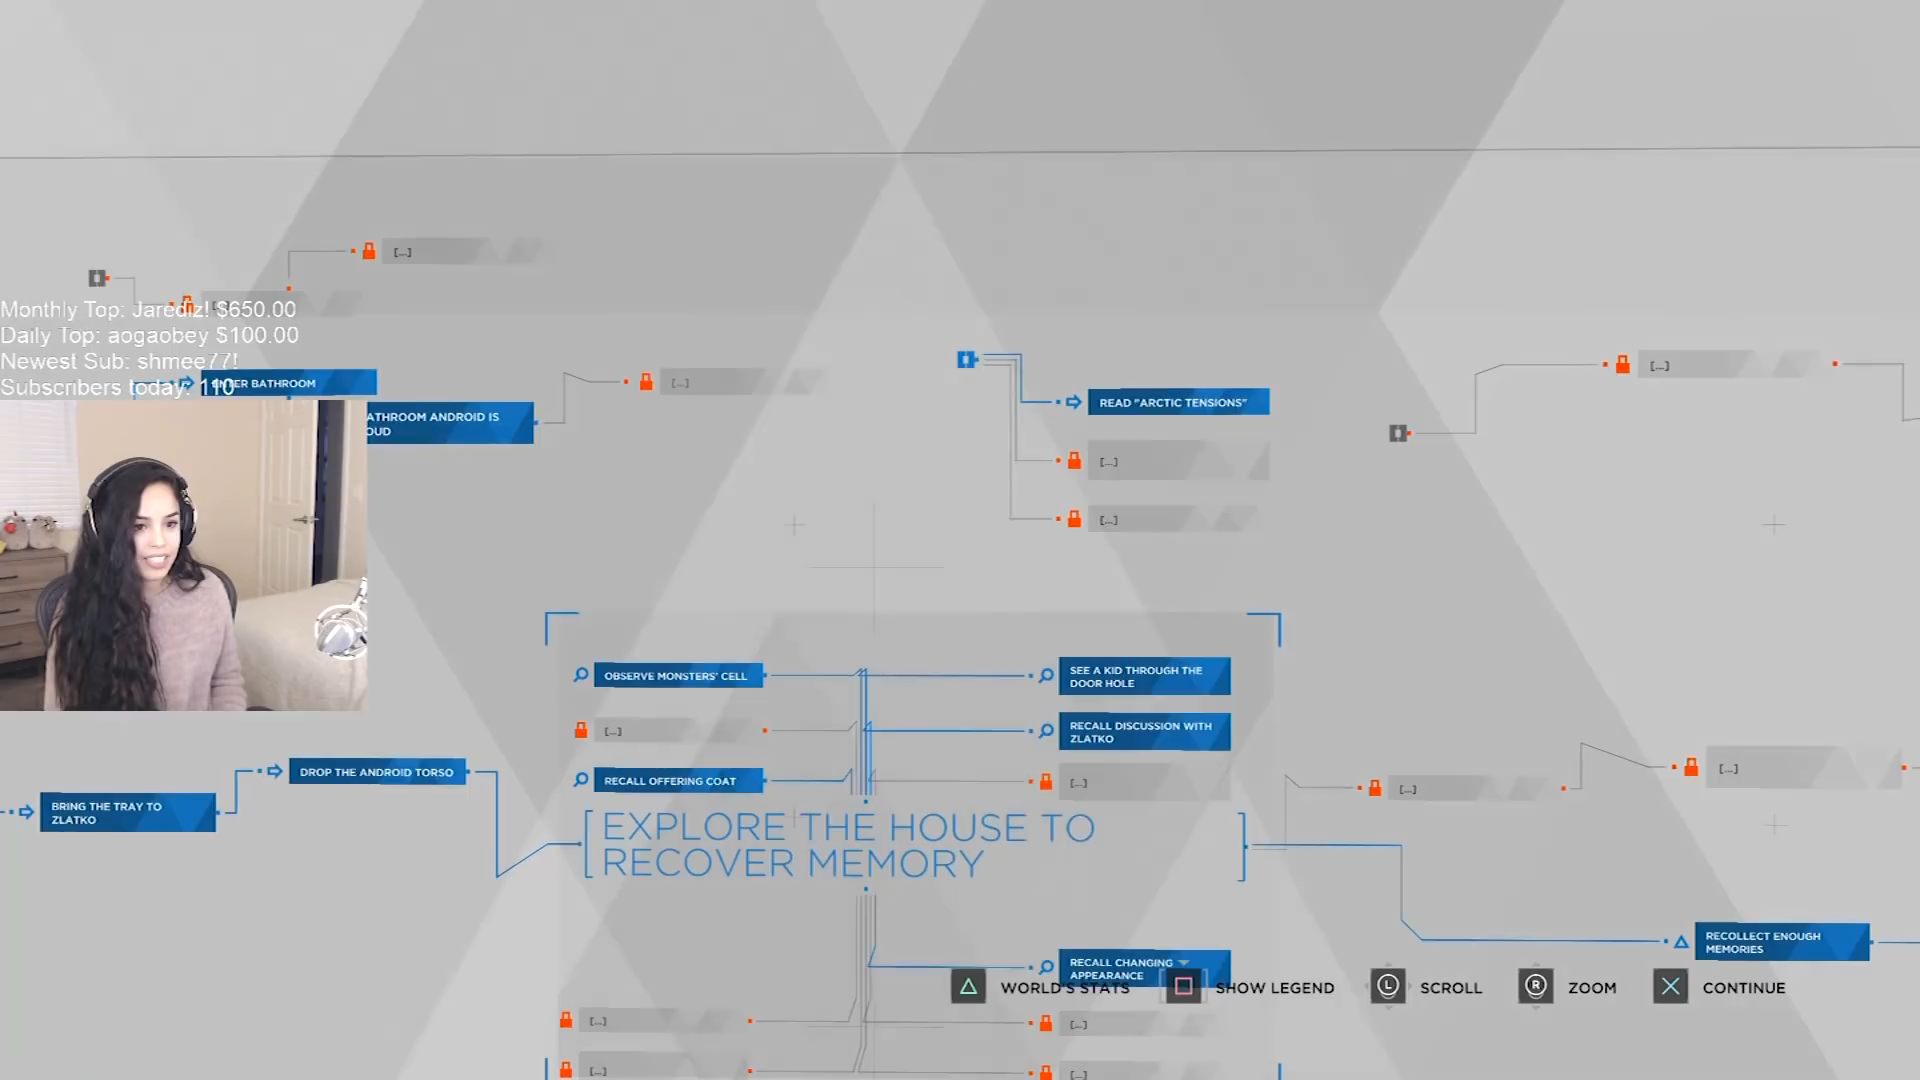 [...]
[...]
Monthly Top: Jarediz! $650.00
Daily Top: aogaobey $100.00
Newest Sub: shmee77!
Subscribers today: 110
ENTER BATHROOM
[...]
ATHROOM ANDROID IS
OUD
READ "ARCTIC TENSIONS"
[...]
[...]
[...]
OBSERVE MONSTERS' CELL
SEE A KID THROUGH THE
DOOR HOLE
[...]
RECALL DISCUSSION WITH
ZLATKO
RECALL OFFERING COAT
[...]
DROP THE ANDROID TORSO
BRING THE TRAY TO
ZLATKO
EXPLORE THE HOUSE TO
RECOVER MEMORY
[...]
[...]
RECOLLECT ENOUGH
MEMORIES
RECALL CHANGING
APPEARANCE
WORLD'S STATS
SHOW LEGEND
L
SCROLL
R
ZOOM
CONTINUE
[...]
[...]
[...]
[...]